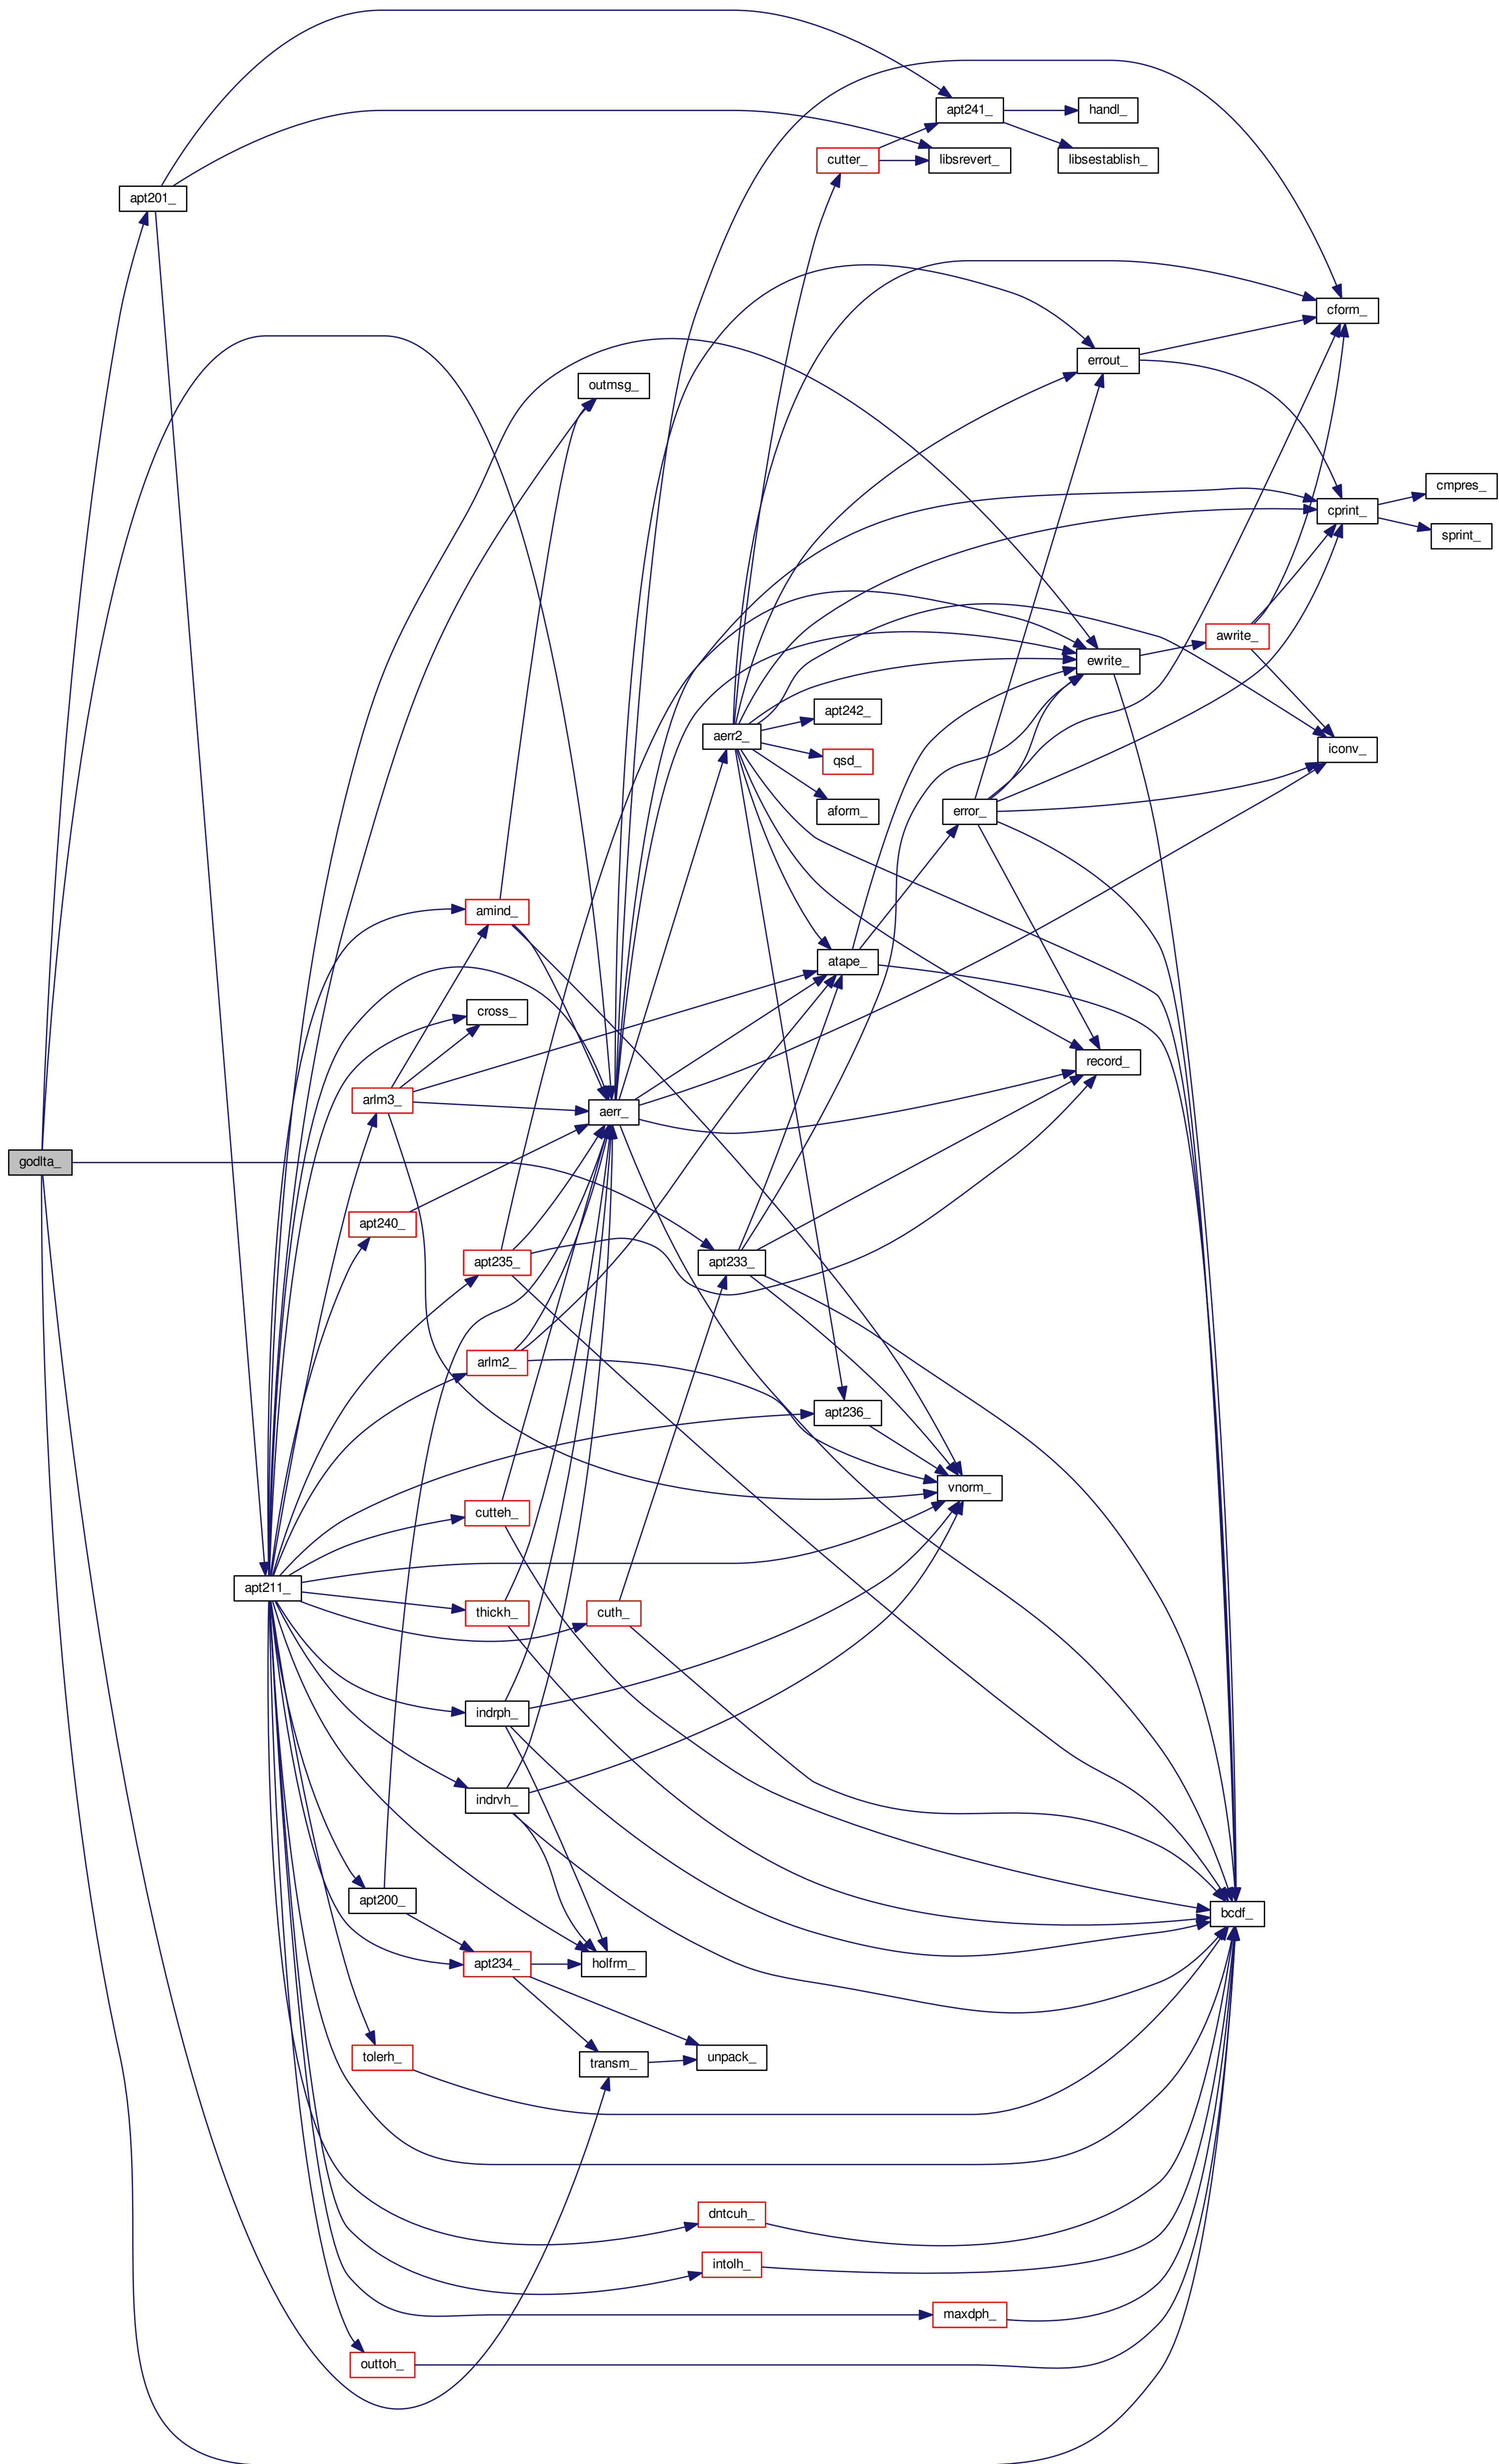 apt241_
handl_
cutter_
libsrevert_
libsestablish_
apt201_
cform_
errout_
outmsg_
cmpres_
cprint_
sprint_
awrite_
ewrite_
apt242_
aerr2_
iconv_
qsd_
error_
aform_
amind_
atape_
cross_
record_
arlm3_
aerr_
godlta_
apt240_
apt235_
apt233_
arlm2_
apt236_
vnorm_
cutteh_
apt211_
thickh_
cuth_
indrph_
indrvh_
apt200_
bcdf_
apt234_
holfrm_
tolerh_
transm_
unpack_
dntcuh_
intolh_
maxdph_
outtoh_